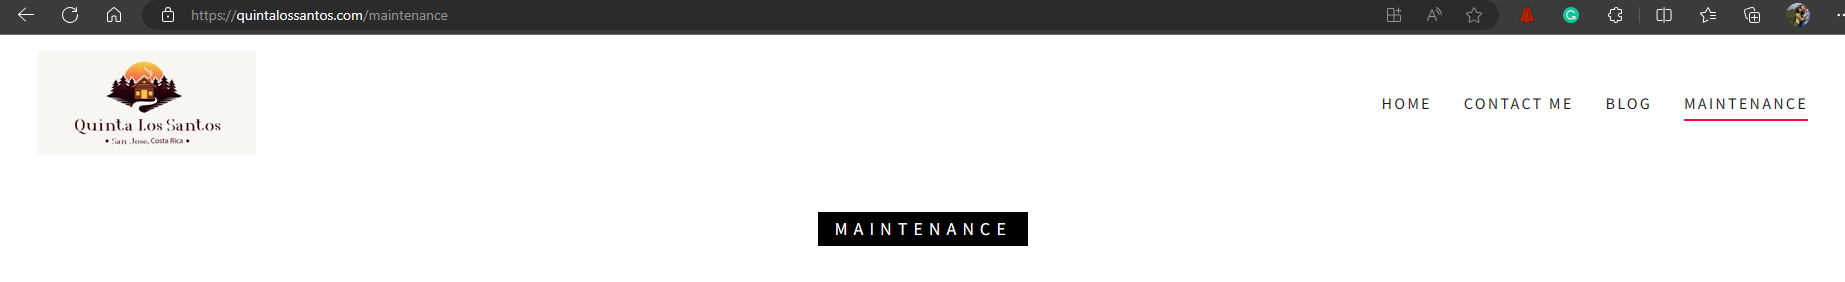 https://quintalossantos.com/maintenance
Quinta Los Santos
• San Jose, Costa Rica •
HOME CONTACT ME BLOG MAINTENANCE
MAINTENANCE